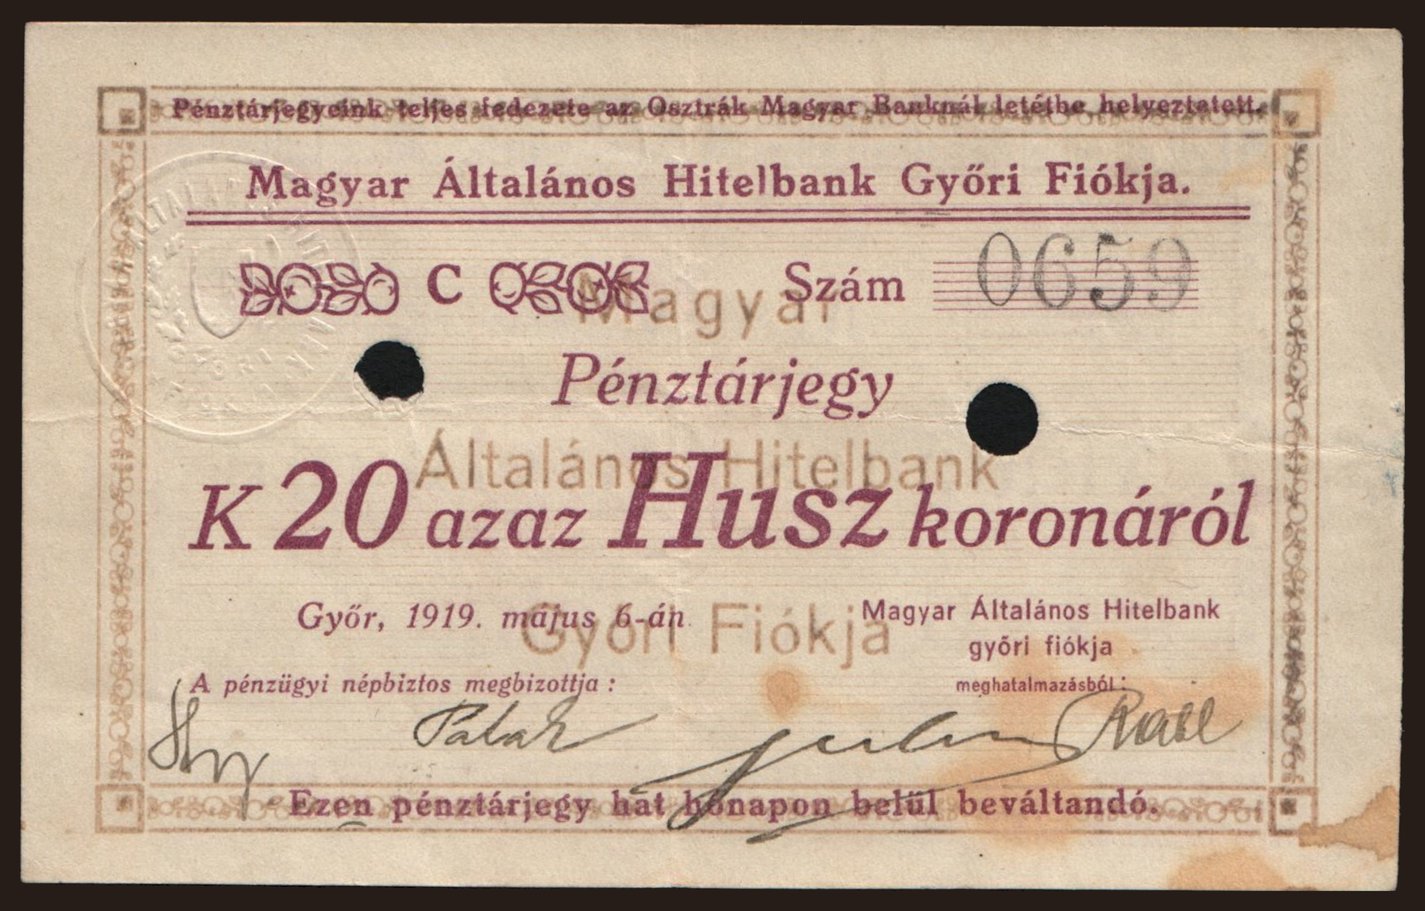 Pénztárjegyeink teljes fedezete az Osztrák Magyar Banknál letétbe helyeztetett.
Magyar Általános Hitelbank Győri Fiókja.
C Szám 0659
Magyar
Pénztárjegy
Általános Hitelbank
K 20 azaz Husz koronáról
Győr, 1919. május 6-án
Győri Fiókja
Magyar Általános Hitelbank
győri fiókja
A pénzügyi népbiztos megbizottja :
meghatalmazásból :
Ezen pénztárjegy hat hónapon belül beváltandó.